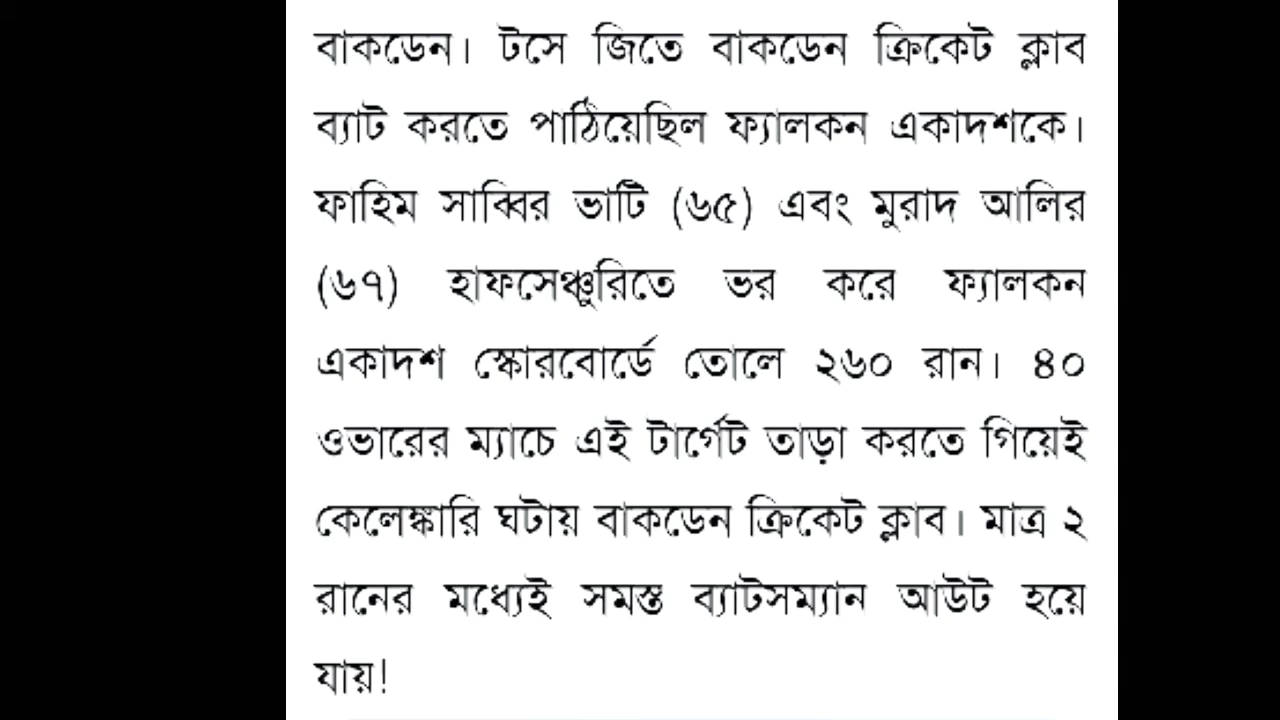 বাকডেন। টসে জিতে বাকডেন ক্রিকেট ক্লাব
ব্যাট করতে পাঠিয়েছিল ফ্যালকন একাদশকে।
ফাহিম সাব্বির ভাটি (৬৫) এবং মুরাদ আলির
(৬৭) হাফসেঞ্চুরিতে ভর করে ফ্যালকন
একাদশ স্কোরবোর্ডে তোলে ২৬০ রান। ৪০
ওভারের ম্যাচে এই টার্গেট তাড়া করতে গিয়েই
কেলেঙ্কারি ঘটায় বাকডেন ক্রিকেট ক্লাব। মাত্র ২
রানের মধ্যেই সমস্ত ব্যাটসম্যান আউট হয়ে
যায়!